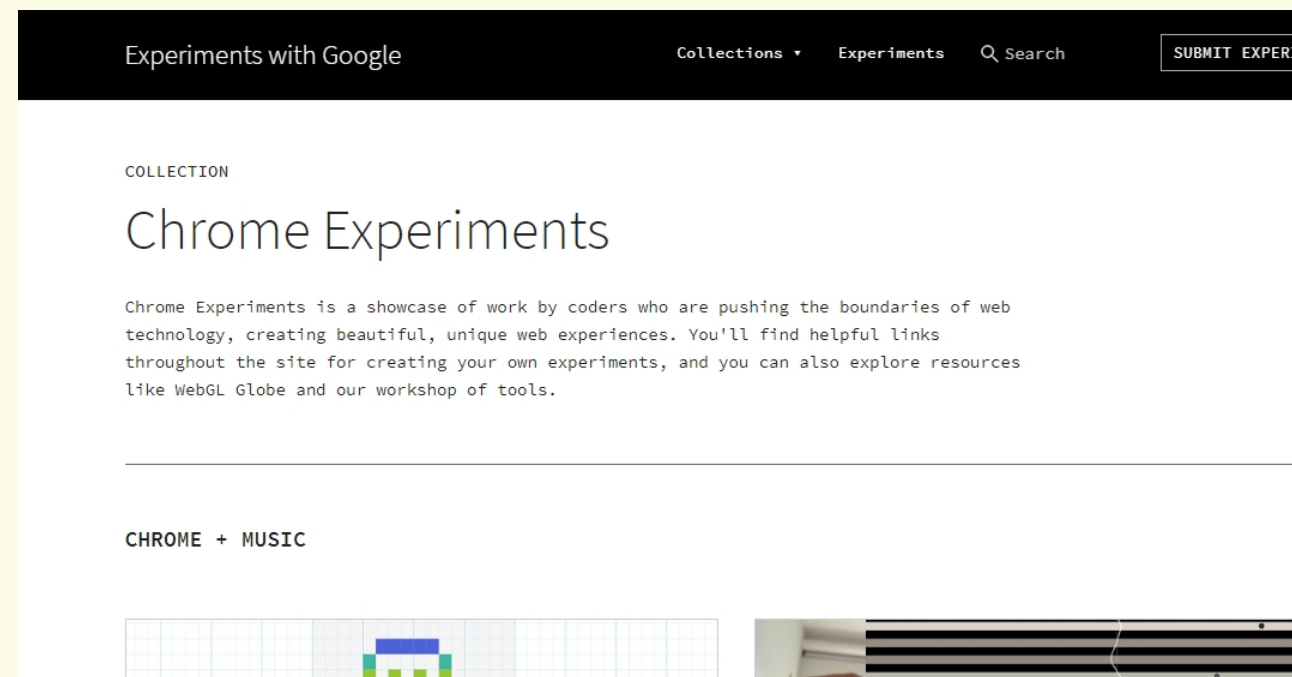 Experiments with Google
Collections ▾ Experiments Search SUBMIT
COLLECTION
Chrome Experiments
Chrome Experiments is a showcase of work by coders who are pushing the boundaries of web
technology, creating beautiful, unique web experiences. You'll find helpful links
throughout the site for creating your own experiments, and you can also explore resources
like WebGL Globe and our workshop of tools.
CHROME + MUSIC